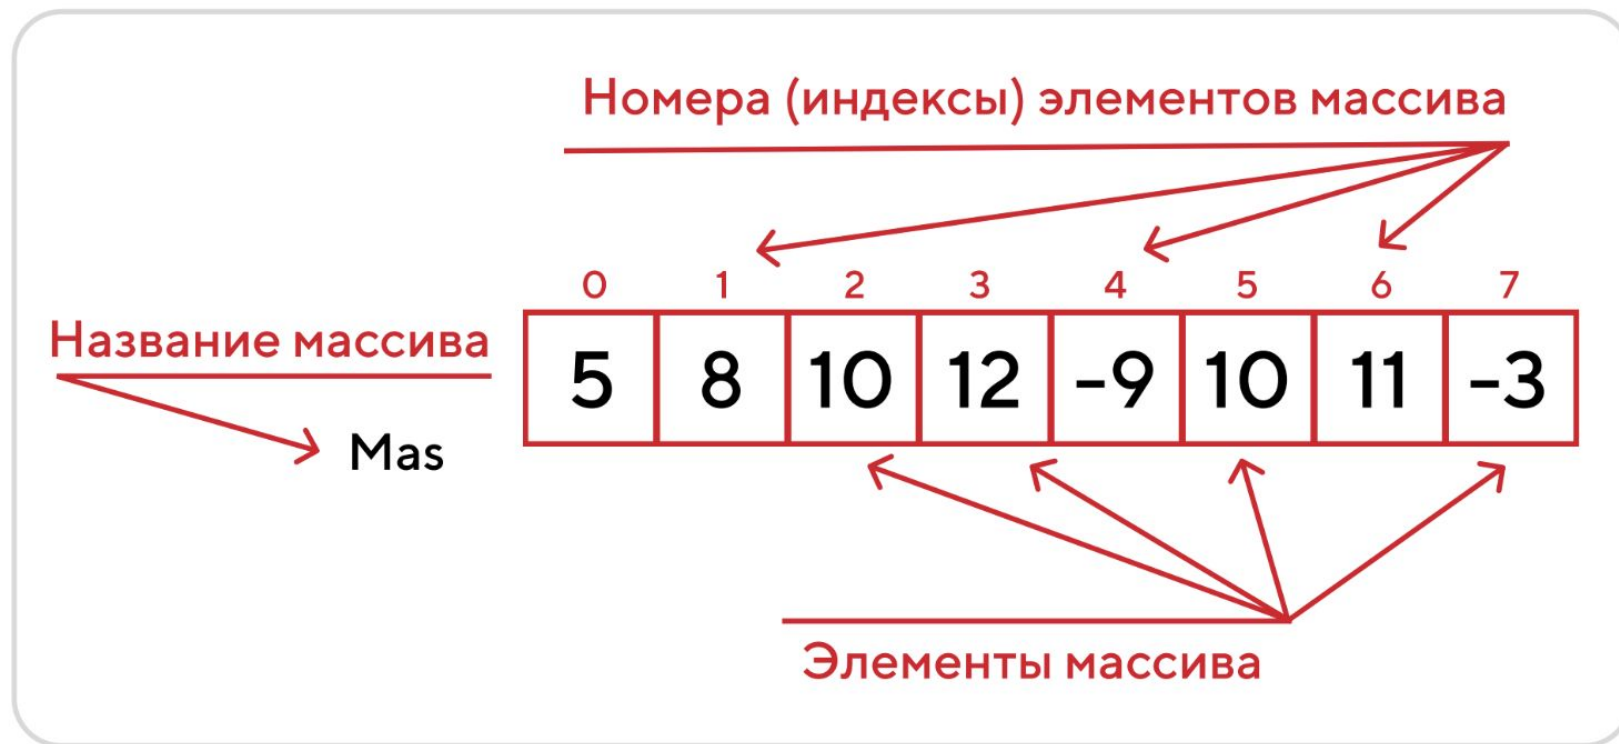 Номера (индексы) элементов массива
0 1 2 3 4 5 6 7
Название массива
5 8 10 12 -9 10 11 -3
Mas
Элементы массива